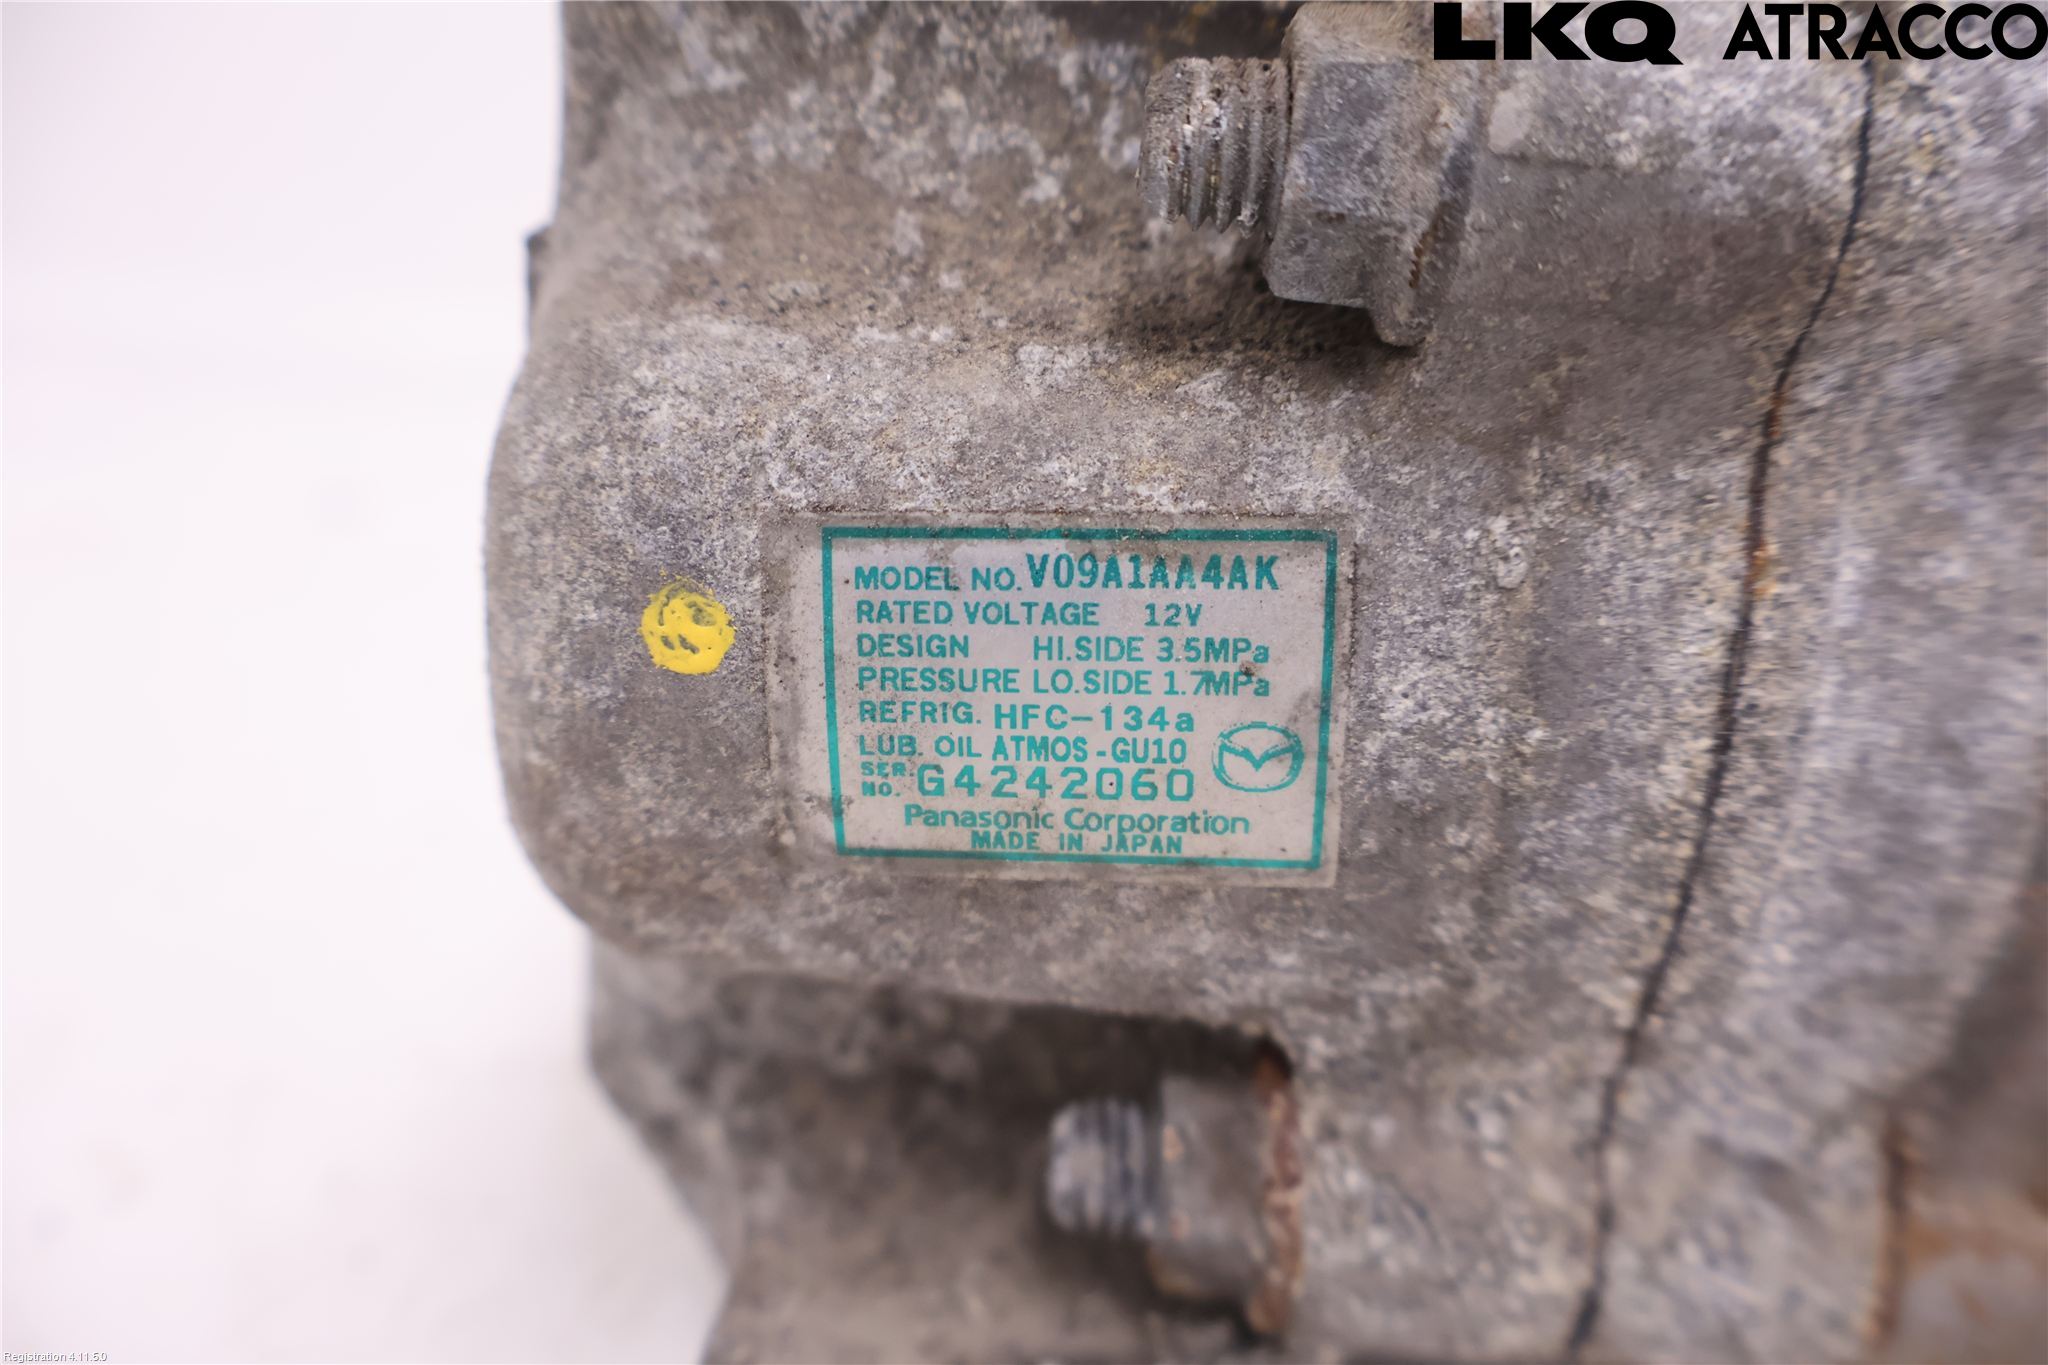 LKQ ATRACCO
MODEL NO. V09A1AA4AK
RATED VOLTAGE 12V
DESIGN HI.SIDE 3.5MPa
PRESSURE LO.SIDE 1.7MPa
REFRIG. HFC-134a
LUB. OIL ATMOS-GU10
SER. NO. G4242060
Panasonic Corporation
MADE IN JAPAN
Registration 4.11.5.0